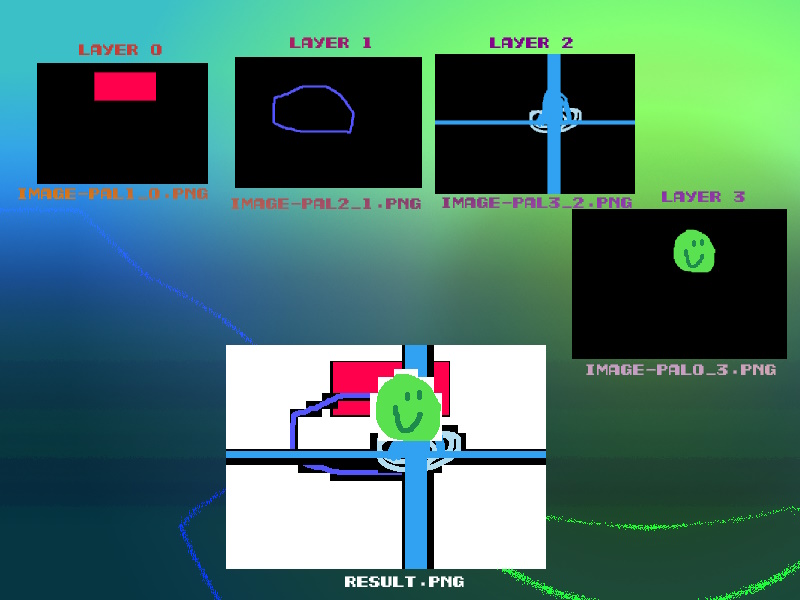 LAYER 0
LAYER 1
LAYER 2
IMAGE-PAL1_0.PNG
IMAGE-PAL2_1.PNG
IMAGE-PAL3_2.PNG
LAYER 3
IMAGE-PAL0_3.PNG
RESULT.PNG